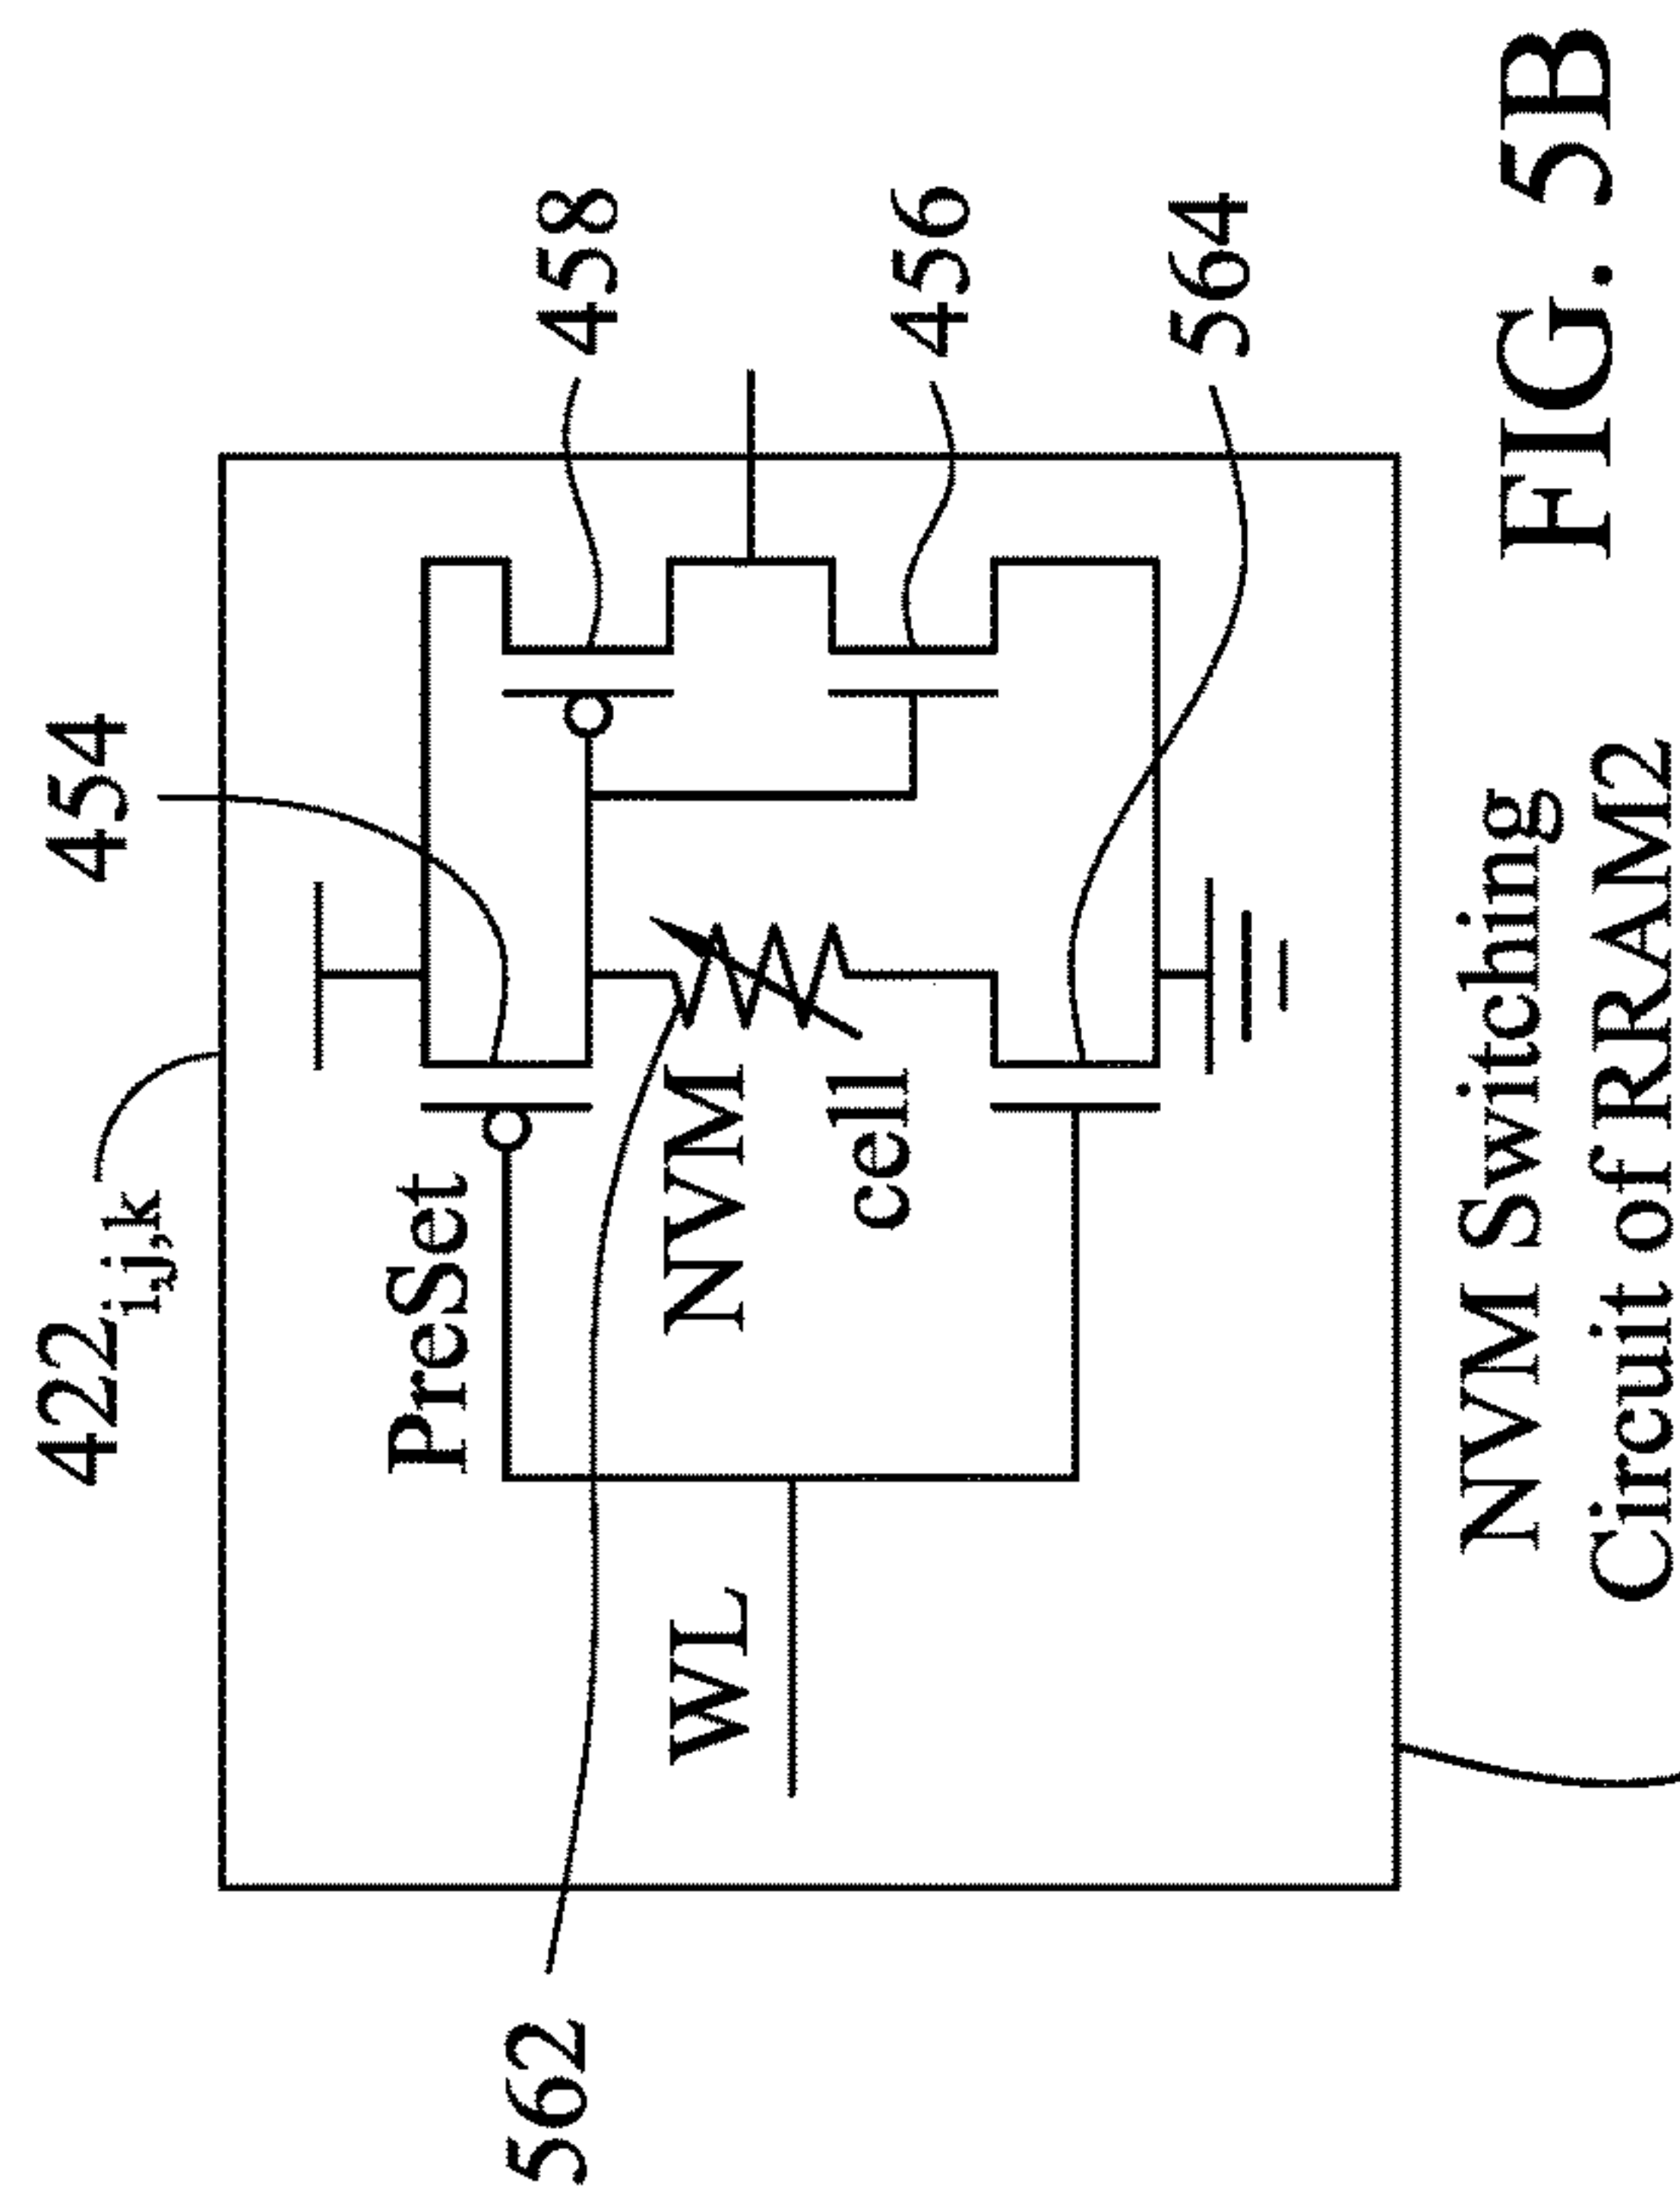 422i,j,k
454
PreSet
458
562
NVM
cell
WL
456
564
NVM Switching
Circuit of RRAM2
FIG. 5B